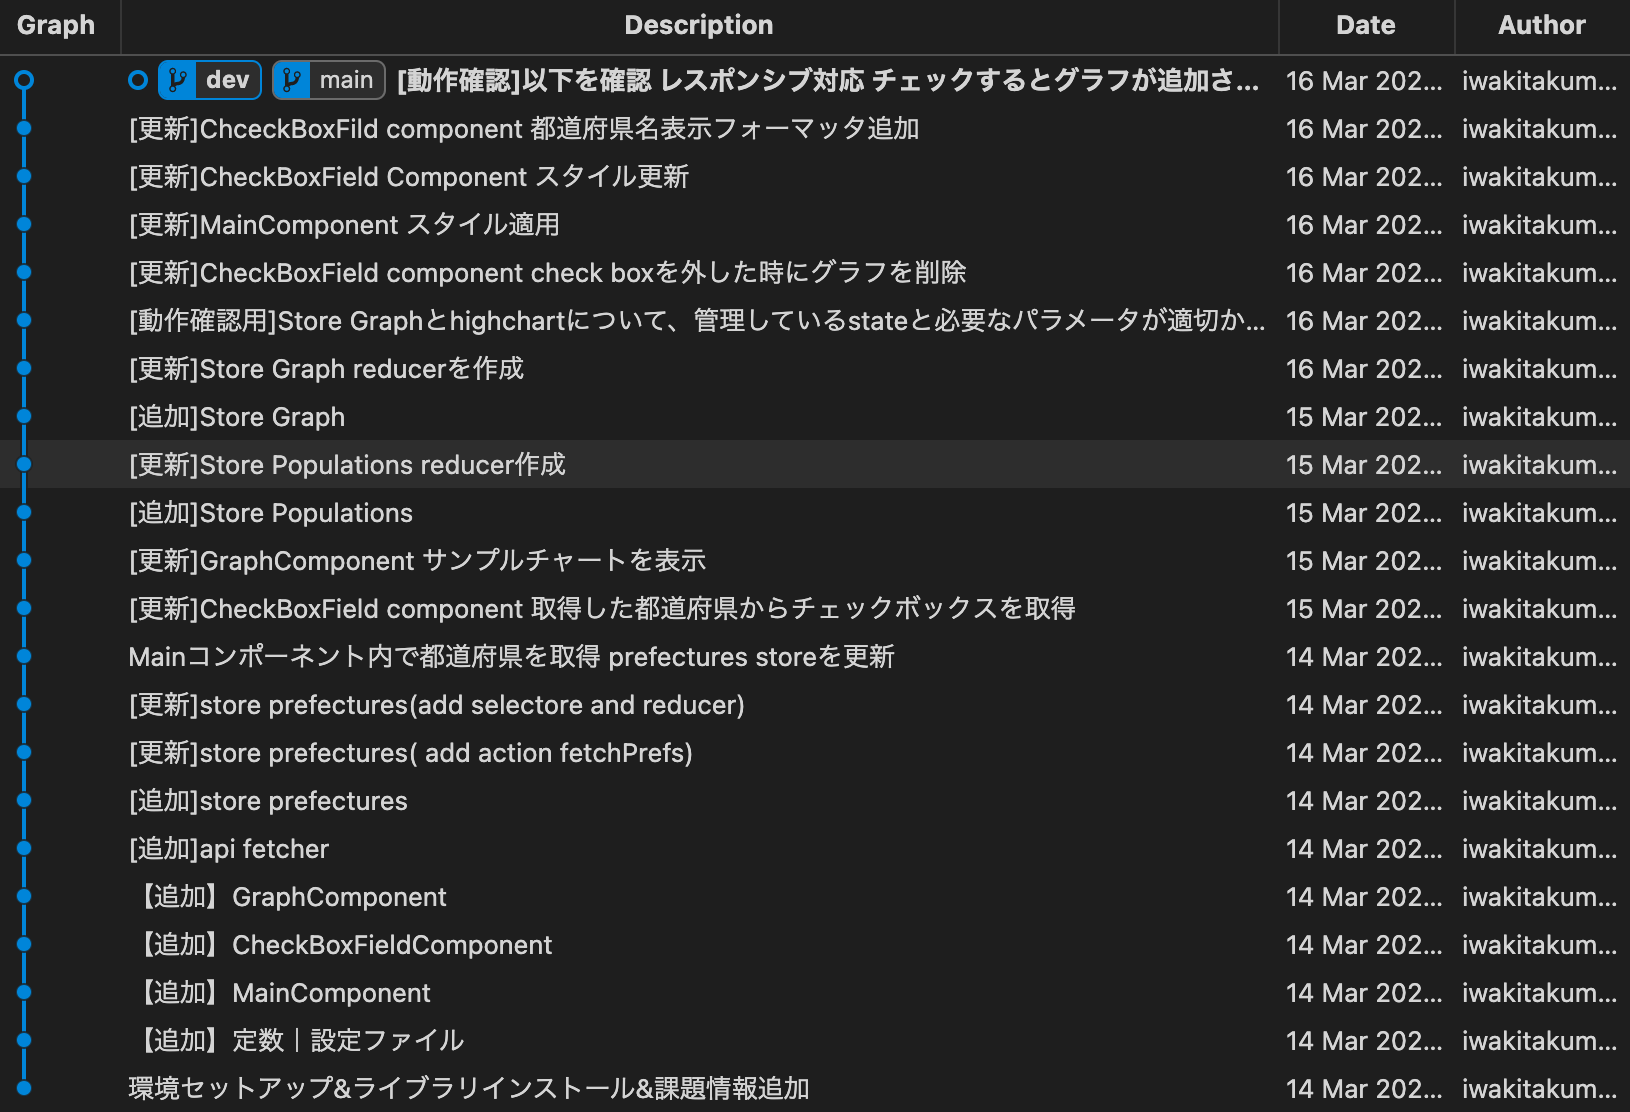 Graph Description Date Author
dev main [動作確認]以下を確認 レスポンシブ対応 チェックするとグラフが追加さ... 16 Mar 202... iwakitakum...
[更新]ChceckBoxFild component 都道府県名表示フォーマッタ追加 16 Mar 202... iwakitakum...
[更新]CheckBoxField Component スタイル更新 16 Mar 202... iwakitakum...
[更新]MainComponent スタイル適用 16 Mar 202... iwakitakum...
[更新]CheckBoxField component check boxを外した時にグラフを削除 16 Mar 202... iwakitakum...
[動作確認用]Store Graphとhighchartについて、管理しているstateと必要なパラメータが適切か... 16 Mar 202... iwakitakum...
[更新]Store Graph reducerを作成 16 Mar 202... iwakitakum...
[追加]Store Graph 15 Mar 202... iwakitakum...
[更新]Store Populations reducer作成 15 Mar 202... iwakitakum...
[追加]Store Populations 15 Mar 202... iwakitakum...
[更新]GraphComponent サンプルチャートを表示 15 Mar 202... iwakitakum...
[更新]CheckBoxField component 取得した都道府県からチェックボックスを取得 15 Mar 202... iwakitakum...
Mainコンポーネント内で都道府県を取得 prefectures storeを更新 14 Mar 202... iwakitakum...
[更新]store prefectures(add selectore and reducer) 14 Mar 202... iwakitakum...
[更新]store prefectures( add action fetchPrefs) 14 Mar 202... iwakitakum...
[追加]store prefectures 14 Mar 202... iwakitakum...
[追加]api fetcher 14 Mar 202... iwakitakum...
【追加】GraphComponent 14 Mar 202... iwakitakum...
【追加】CheckBoxFieldComponent 14 Mar 202... iwakitakum...
【追加】MainComponent 14 Mar 202... iwakitakum...
【追加】定数｜設定ファイル 14 Mar 202... iwakitakum...
環境セットアップ&ライブラリインストール&課題情報追加 14 Mar 202... iwakitakum...